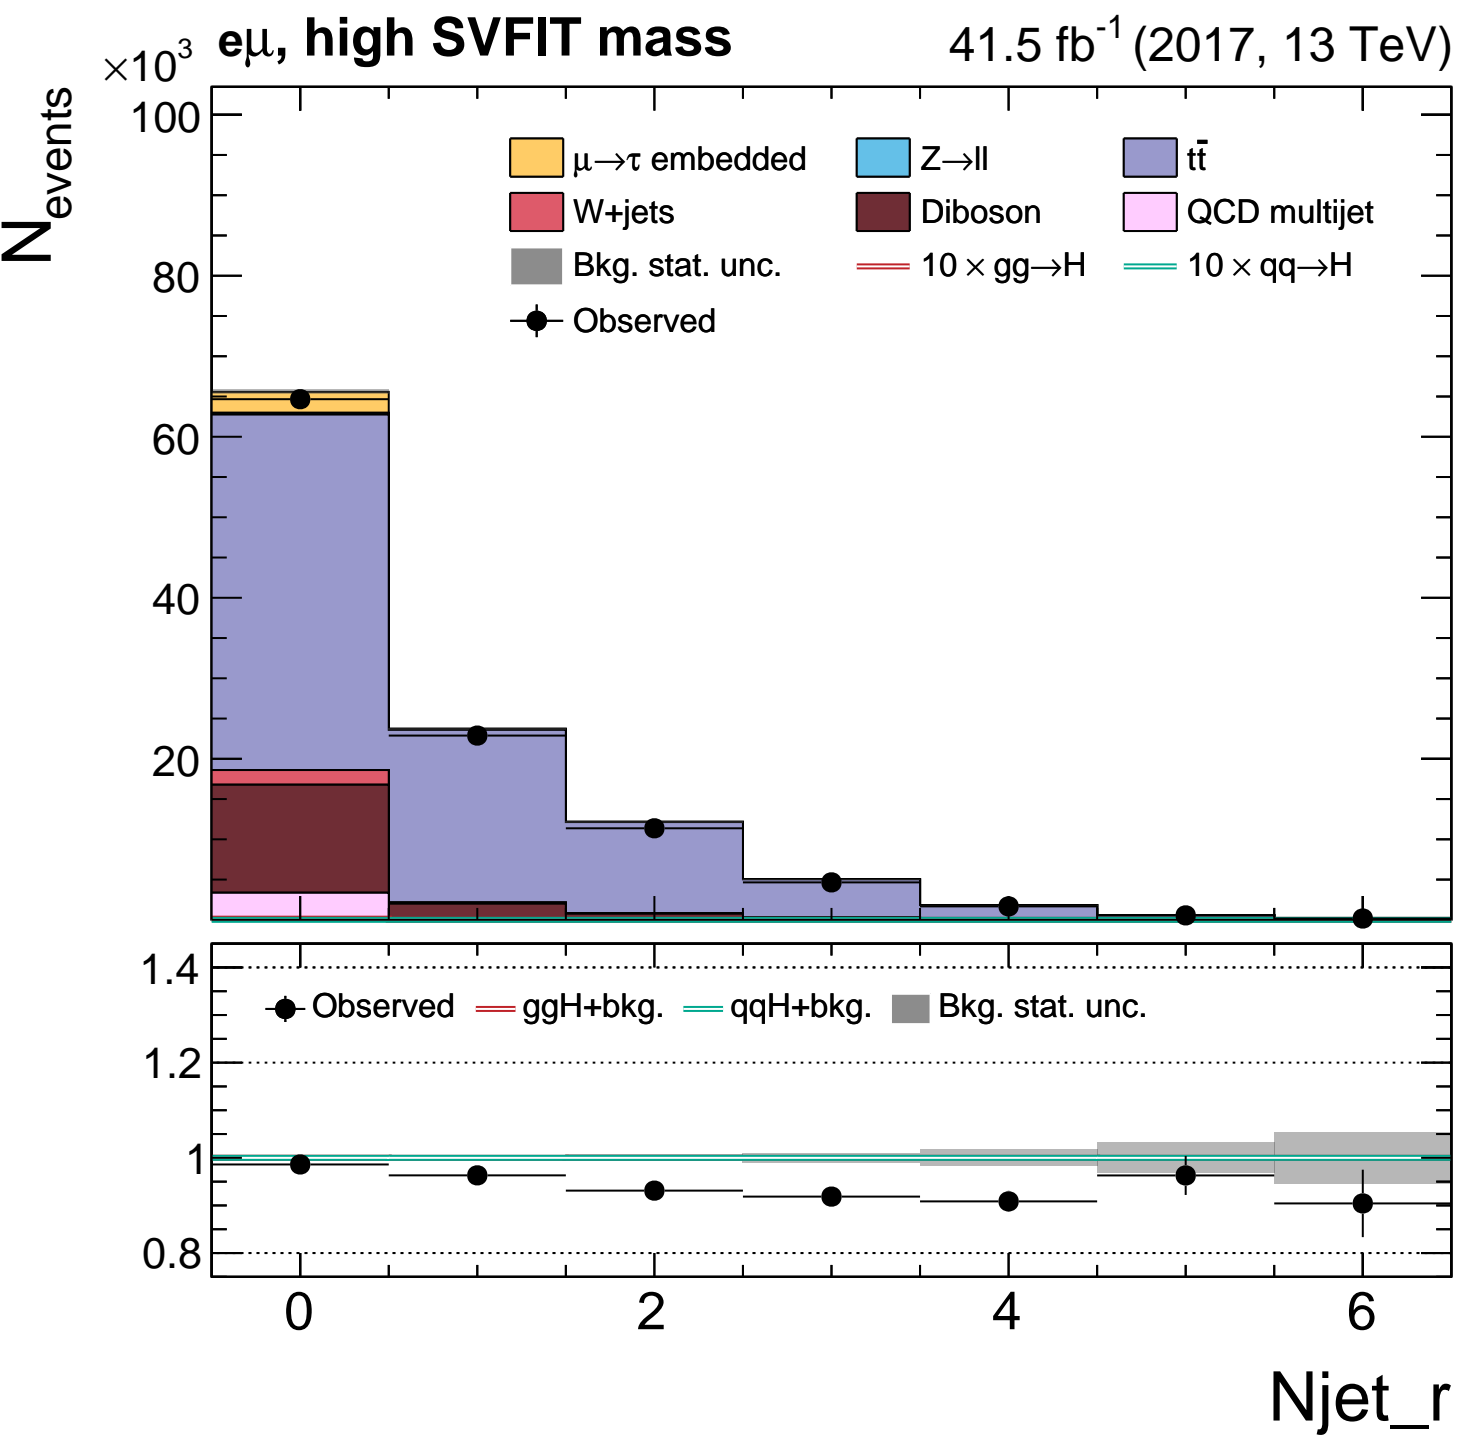 ×10³ eμ, high SVFIT mass 41.5 fb⁻¹ (2017, 13 TeV)
N_events
100
80
60
40
20
μ→τ embedded Z→ll tt̅
W+jets Diboson QCD multijet
Bkg. stat. unc. 10 × gg→H 10 × qq→H
Observed
1.4
1.2
1
0.8
Observed ggH+bkg. qqH+bkg. Bkg. stat. unc.
0 2 4 6
Njet_r